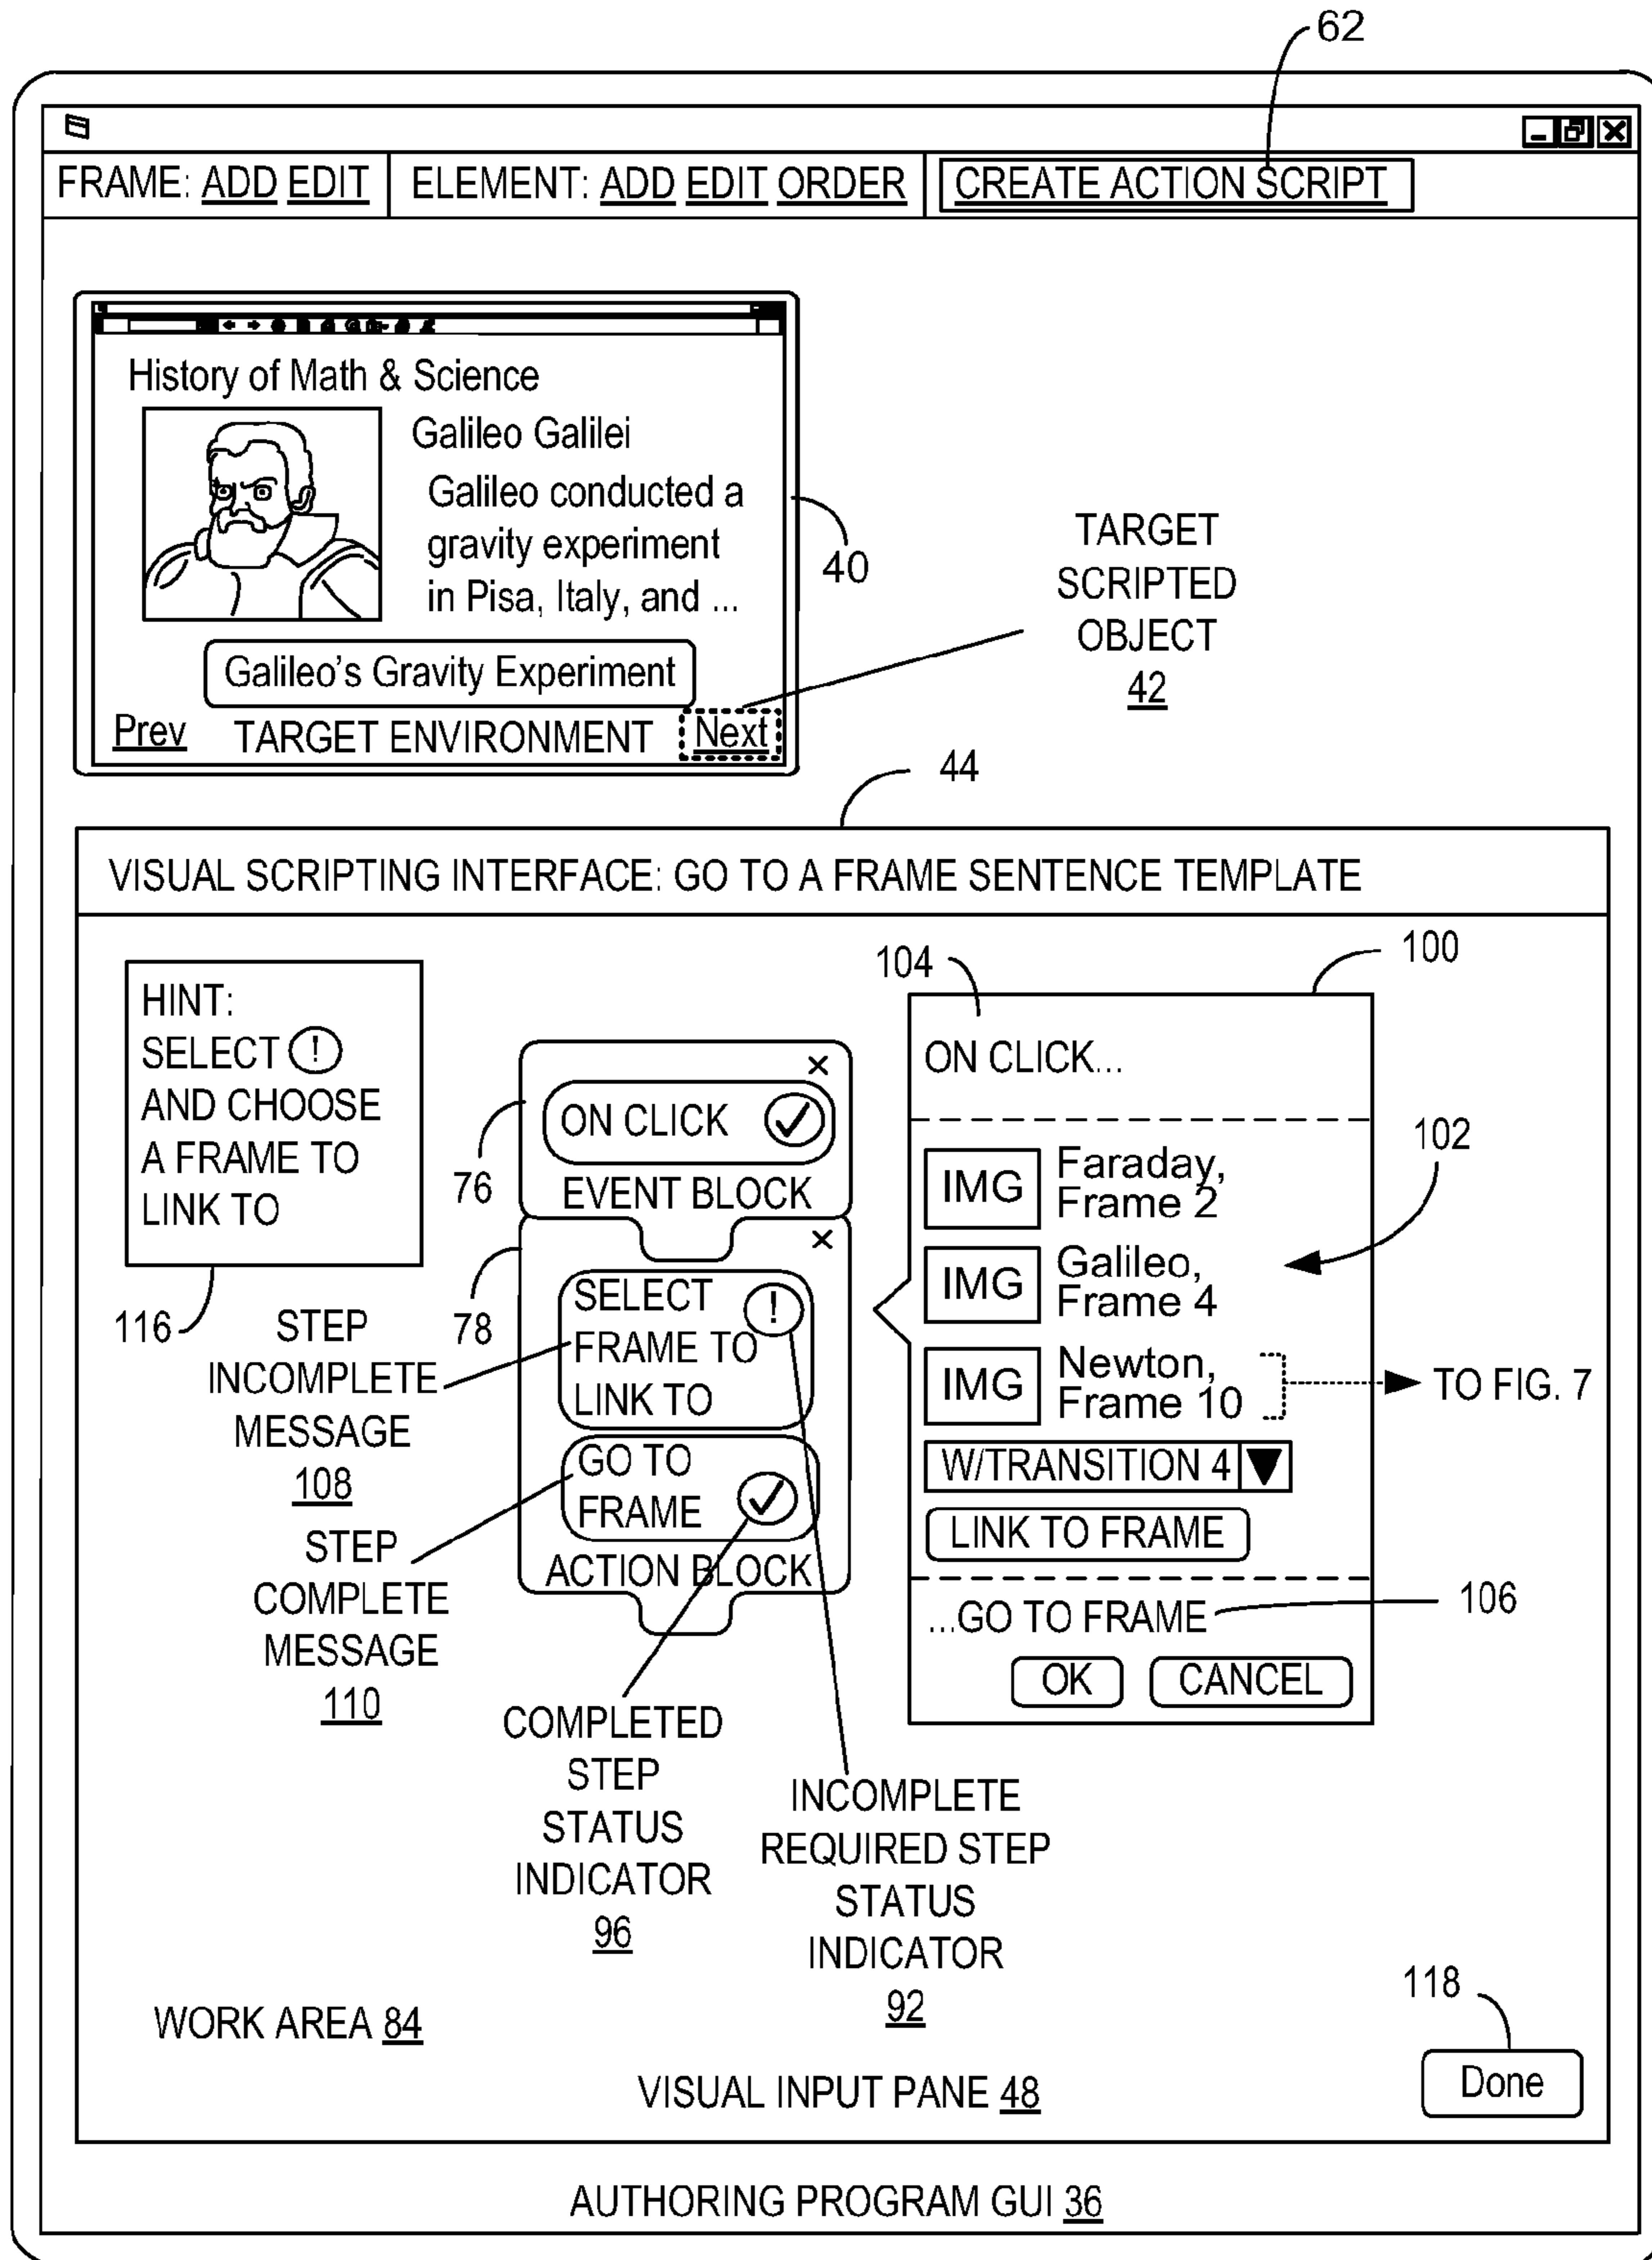 62
FRAME: ADD EDIT
ELEMENT: ADD EDIT ORDER
CREATE ACTION SCRIPT
History of Math & Science
Galileo Galilei
Galileo conducted a
gravity experiment
in Pisa, Italy, and ...
Galileo's Gravity Experiment
Prev
TARGET ENVIRONMENT
Next
40
TARGET
SCRIPTED
OBJECT
42
44
VISUAL SCRIPTING INTERFACE: GO TO A FRAME SENTENCE TEMPLATE
HINT:
SELECT !
AND CHOOSE
A FRAME TO
LINK TO
116
76
ON CLICK
EVENT BLOCK
78
SELECT !
FRAME TO
LINK TO
GO TO
FRAME
ACTION BLOCK
STEP
INCOMPLETE
MESSAGE
108
STEP
COMPLETE
MESSAGE
110
COMPLETED
STEP
STATUS
INDICATOR
96
INCOMPLETE
REQUIRED STEP
STATUS
INDICATOR
92
104
100
ON CLICK...
102
IMG
Faraday,
Frame 2
IMG
Galileo,
Frame 4
IMG
Newton,
Frame 10
TO FIG. 7
W/TRANSITION 4
LINK TO FRAME
...GO TO FRAME
106
OK
CANCEL
WORK AREA 84
118
Done
VISUAL INPUT PANE 48
AUTHORING PROGRAM GUI 36